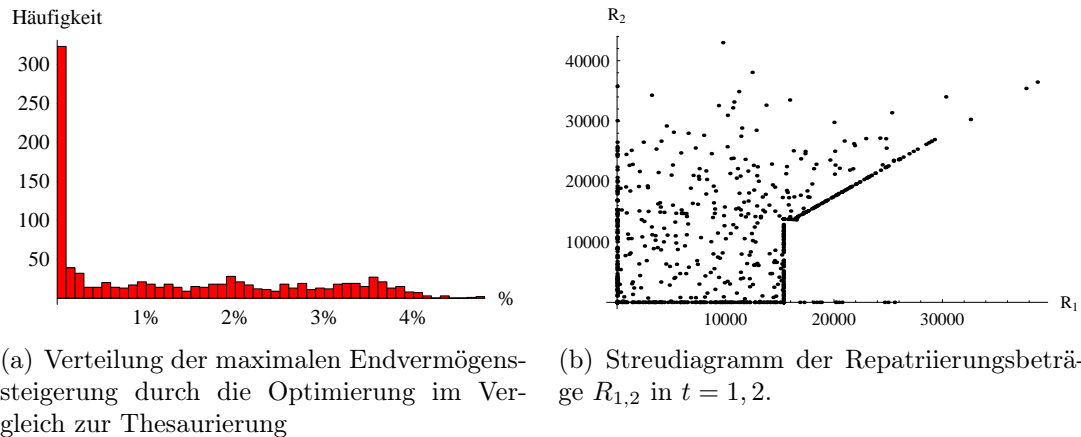 Häufigkeit
300
250
200
150
100
50
1%
2%
3%
4%
%
R2
40000
30000
20000
10000
10000
20000
30000
R1
(a) Verteilung der maximalen Endvermögens-
steigerung durch die Optimierung im Ver-
gleich zur Thesaurierung
(b) Streudiagramm der Repatriierungsbeträ-
ge R1,2 in t = 1, 2.